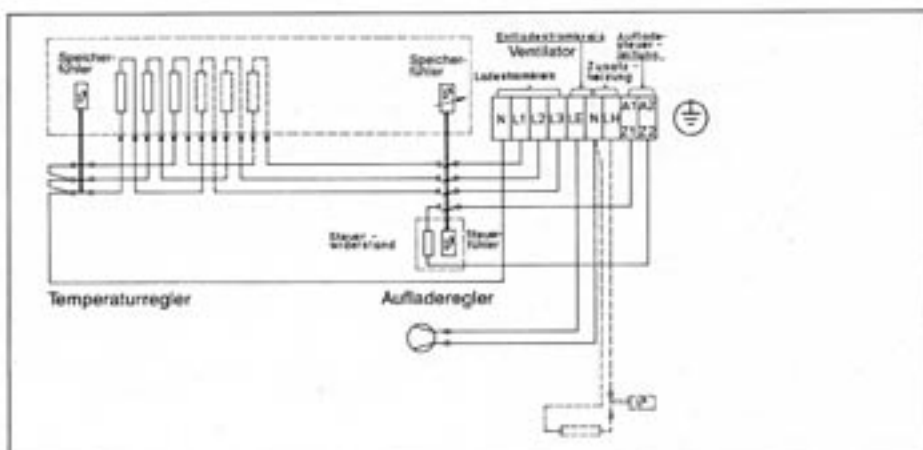 Entladestromkreis
Ventilator
Auflade-
steuer-
leitung
Speicher-
fühler
Speicher-
fühler
Ladestromkreis
Zusatz-
heizung
N L1 L2 L3 LE N LH A1 A2
Z1 Z2
Steuer-
widerstand
Steuer-
fühler
Temperaturregler
Aufladeregler